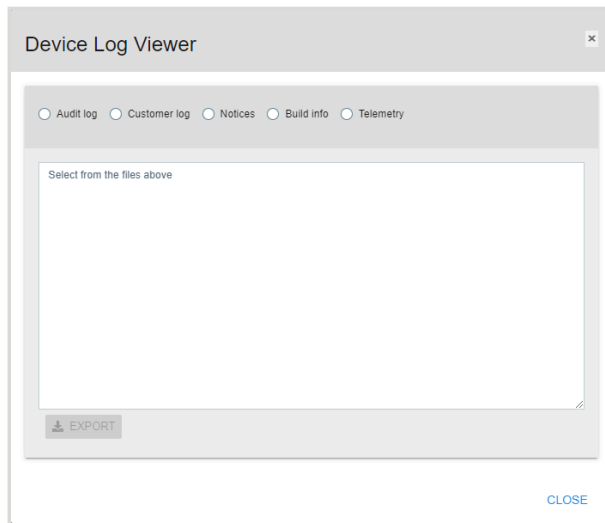 Device Log Viewer
×
Audit log Customer log Notices Build info Telemetry
Select from the files above
EXPORT
CLOSE